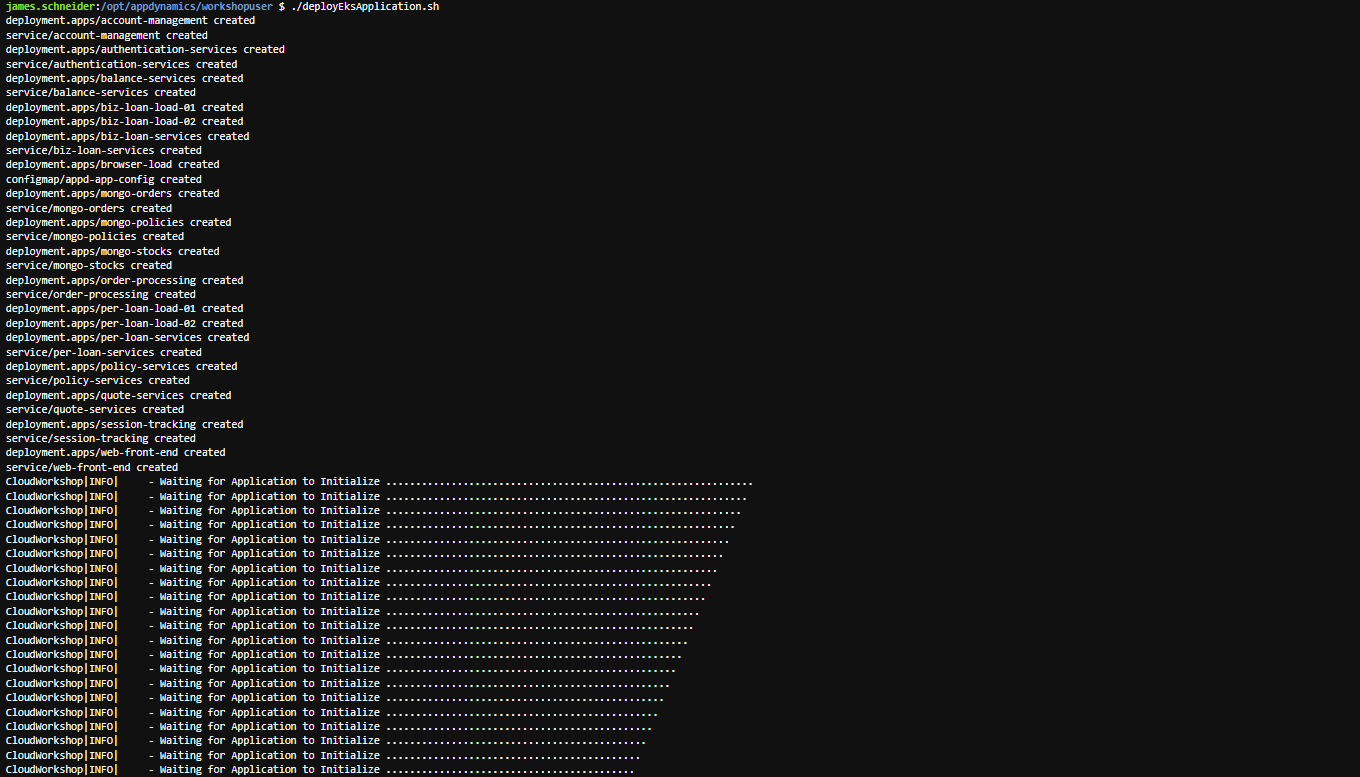 james.schneider:/opt/appdynamics/workshopuser $ ./deployEksApplication.sh
deployment.apps/account-management created
service/account-management created
deployment.apps/authentication-services created
service/authentication-services created
deployment.apps/balance-services created
service/balance-services created
deployment.apps/biz-loan-load-01 created
deployment.apps/biz-loan-load-02 created
deployment.apps/biz-loan-services created
service/biz-loan-services created
deployment.apps/browser-load created
configmap/appd-app-config created
deployment.apps/mongo-orders created
service/mongo-orders created
deployment.apps/mongo-policies created
service/mongo-policies created
deployment.apps/mongo-stocks created
service/mongo-stocks created
deployment.apps/order-processing created
service/order-processing created
deployment.apps/per-loan-load-01 created
deployment.apps/per-loan-load-02 created
deployment.apps/per-loan-services created
service/per-loan-services created
deployment.apps/policy-services created
service/policy-services created
deployment.apps/quote-services created
service/quote-services created
deployment.apps/session-tracking created
service/session-tracking created
deployment.apps/web-front-end created
service/web-front-end created
CloudWorkshop|INFO|     - Waiting for Application to Initialize ..............................................................
CloudWorkshop|INFO|     - Waiting for Application to Initialize .............................................................
CloudWorkshop|INFO|     - Waiting for Application to Initialize ............................................................
CloudWorkshop|INFO|     - Waiting for Application to Initialize ...........................................................
CloudWorkshop|INFO|     - Waiting for Application to Initialize ..........................................................
CloudWorkshop|INFO|     - Waiting for Application to Initialize .........................................................
CloudWorkshop|INFO|     - Waiting for Application to Initialize ........................................................
CloudWorkshop|INFO|     - Waiting for Application to Initialize .......................................................
CloudWorkshop|INFO|     - Waiting for Application to Initialize ......................................................
CloudWorkshop|INFO|     - Waiting for Application to Initialize .....................................................
CloudWorkshop|INFO|     - Waiting for Application to Initialize ....................................................
CloudWorkshop|INFO|     - Waiting for Application to Initialize ...................................................
CloudWorkshop|INFO|     - Waiting for Application to Initialize ..................................................
CloudWorkshop|INFO|     - Waiting for Application to Initialize .................................................
CloudWorkshop|INFO|     - Waiting for Application to Initialize ................................................
CloudWorkshop|INFO|     - Waiting for Application to Initialize ...............................................
CloudWorkshop|INFO|     - Waiting for Application to Initialize ..............................................
CloudWorkshop|INFO|     - Waiting for Application to Initialize .............................................
CloudWorkshop|INFO|     - Waiting for Application to Initialize ............................................
CloudWorkshop|INFO|     - Waiting for Application to Initialize ...........................................
CloudWorkshop|INFO|     - Waiting for Application to Initialize ..........................................